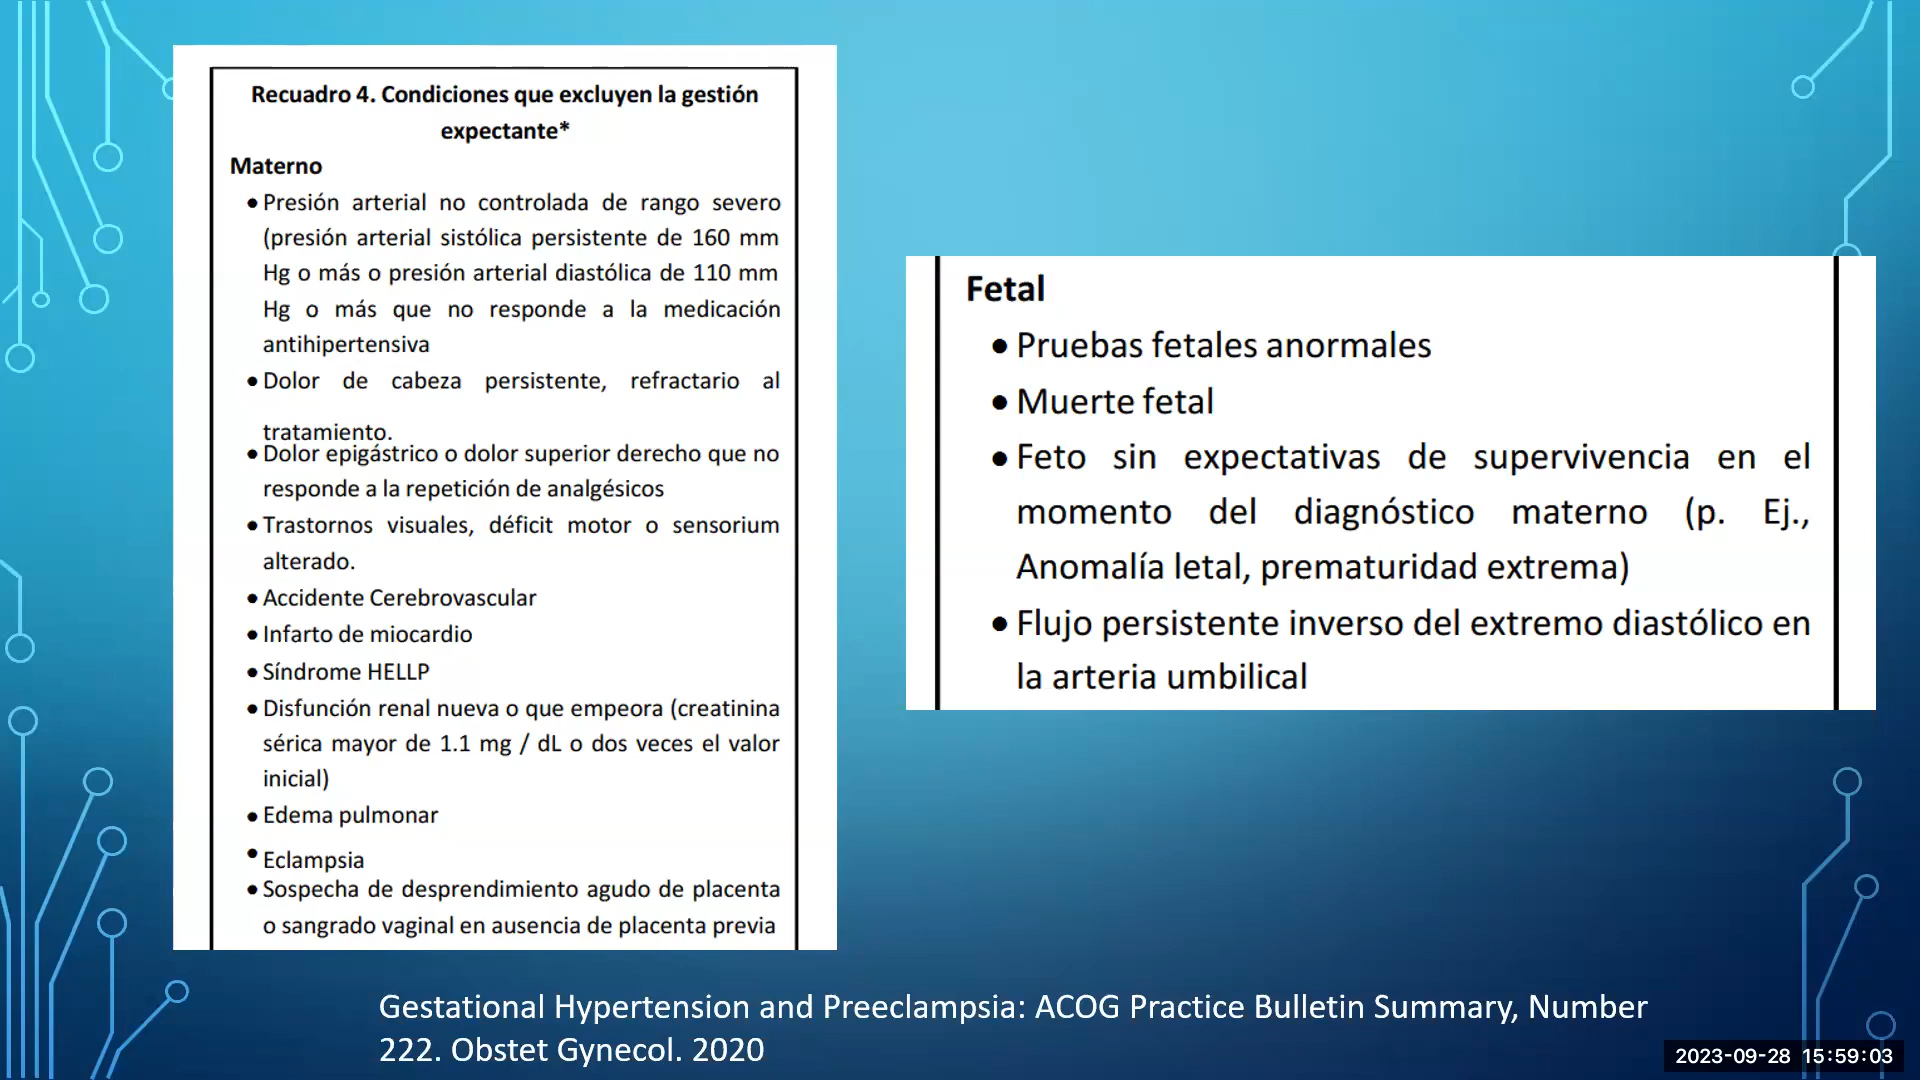 Recuadro 4. Condiciones que excluyen la gestión
expectante*
Materno
• Presión arterial no controlada de rango severo
(presión arterial sistólica persistente de 160 mm
Hg o más o presión arterial diastólica de 110 mm
Hg o más que no responde a la medicación
antihipertensiva
• Dolor de cabeza persistente, refractario al
tratamiento.
• Dolor epigástrico o dolor superior derecho que no
responde a la repetición de analgésicos
• Trastornos visuales, déficit motor o sensorium
alterado.
• Accidente Cerebrovascular
• Infarto de miocardio
• Síndrome HELLP
• Disfunción renal nueva o que empeora (creatinina
sérica mayor de 1.1 mg / dL o dos veces el valor
inicial)
• Edema pulmonar
• Eclampsia
• Sospecha de desprendimiento agudo de placenta
o sangrado vaginal en ausencia de placenta previa
Fetal
• Pruebas fetales anormales
• Muerte fetal
• Feto sin expectativas de supervivencia en el
momento del diagnóstico materno (p. Ej.,
Anomalía letal, prematuridad extrema)
• Flujo persistente inverso del extremo diastólico en
la arteria umbilical
Gestational Hypertension and Preeclampsia: ACOG Practice Bulletin Summary, Number
222. Obstet Gynecol. 2020
2023-09-28 15:59:03